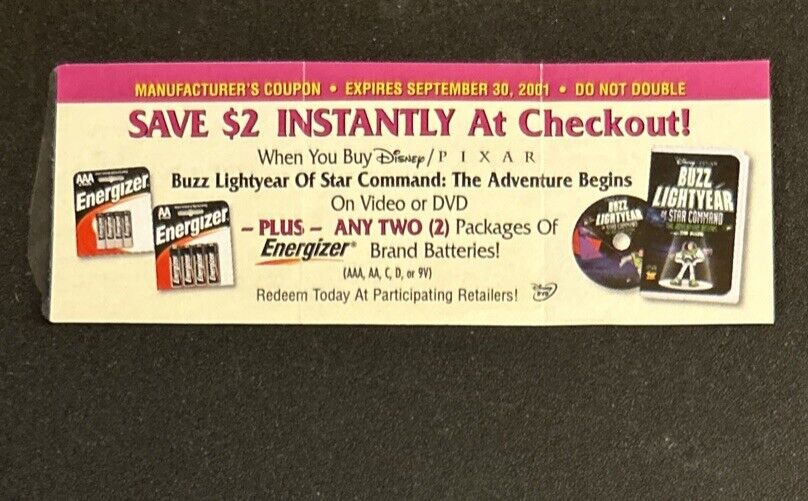 MANUFACTURER'S COUPON • EXPIRES SEPTEMBER 30, 2001 • DO NOT DOUBLE
SAVE $2 INSTANTLY At Checkout!
When You Buy Disney/PIXAR
Buzz Lightyear Of Star Command: The Adventure Begins
On Video or DVD
– PLUS – ANY TWO (2) Packages Of
Energizer® Brand Batteries!
(AAA, AA, C, D, or 9V)
Redeem Today At Participating Retailers!
AAA
Energizer
AA
Energizer
BUZZ
LIGHTYEAR
Disney
BUZZ
LIGHTYEAR
of STAR COMMAND